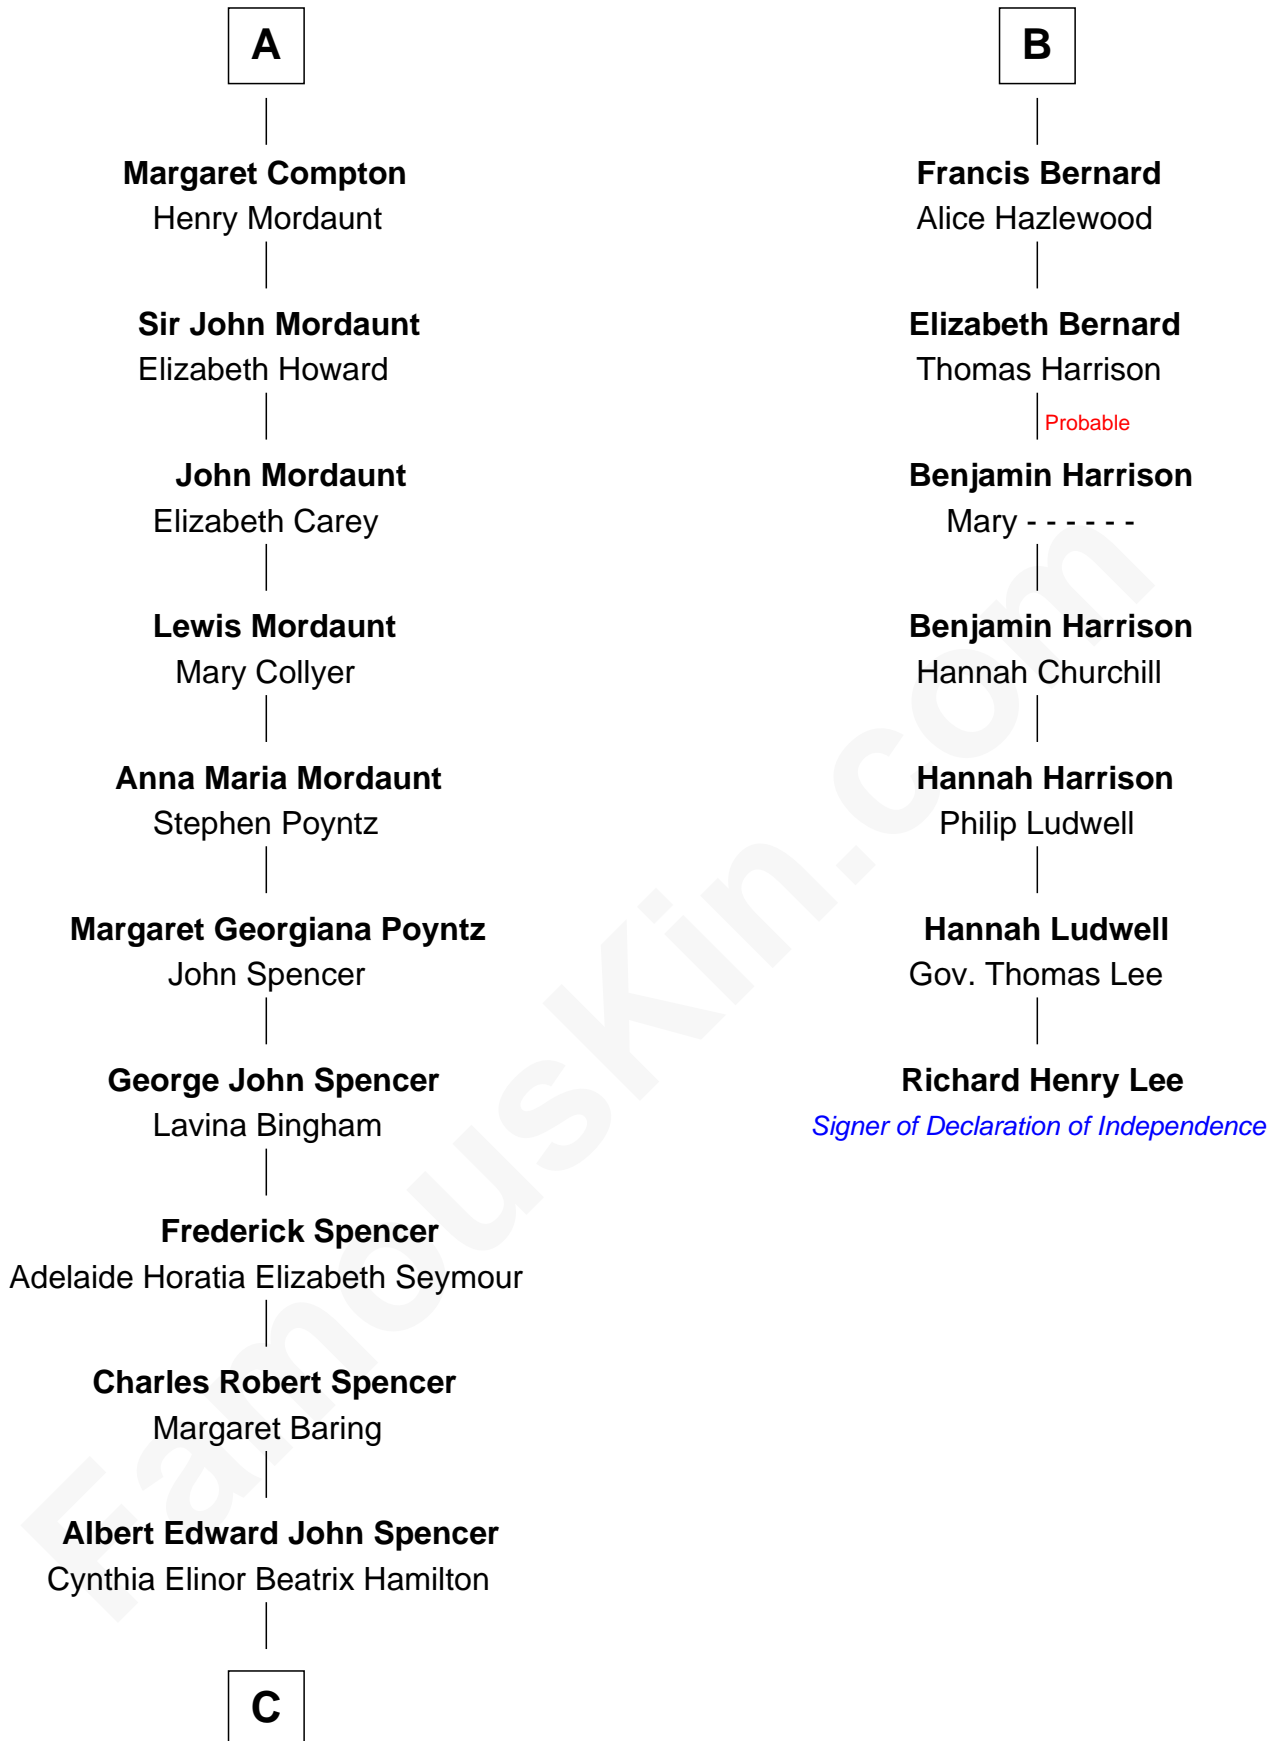 A
Margaret Compton
Henry Mordaunt
Sir John Mordaunt
Elizabeth Howard
John Mordaunt
Elizabeth Carey
Lewis Mordaunt
Mary Collyer
Anna Maria Mordaunt
Stephen Poyntz
Margaret Georgiana Poyntz
John Spencer
George John Spencer
Lavina Bingham
Frederick Spencer
Adelaide Horatia Elizabeth Seymour
Charles Robert Spencer
Margaret Baring
Albert Edward John Spencer
Cynthia Elinor Beatrix Hamilton
C
B
Francis Bernard
Alice Hazlewood
Elizabeth Bernard
Thomas Harrison
Probable
Benjamin Harrison
Mary - - - - - -
Benjamin Harrison
Hannah Churchill
Hannah Harrison
Philip Ludwell
Hannah Ludwell
Gov. Thomas Lee
Richard Henry Lee
Signer of Declaration of Independence
FamousKin.com